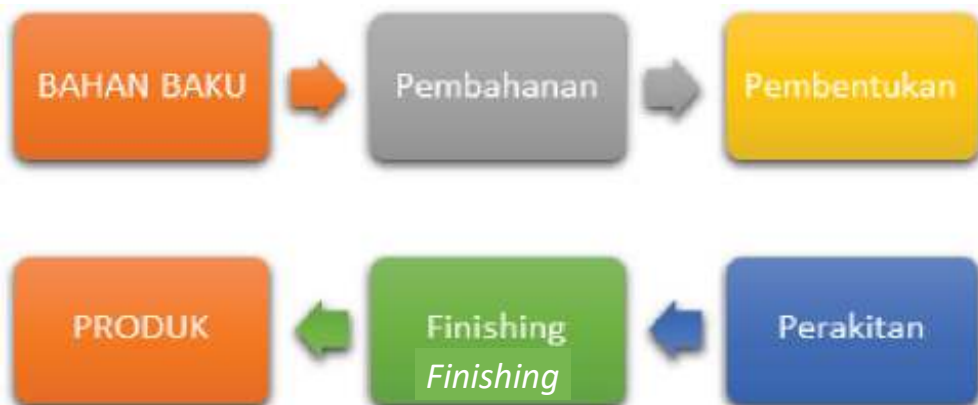 BAHAN BAKU
Pembahanan
Pembentukan
PRODUK
Finishing
Finishing
Perakitan